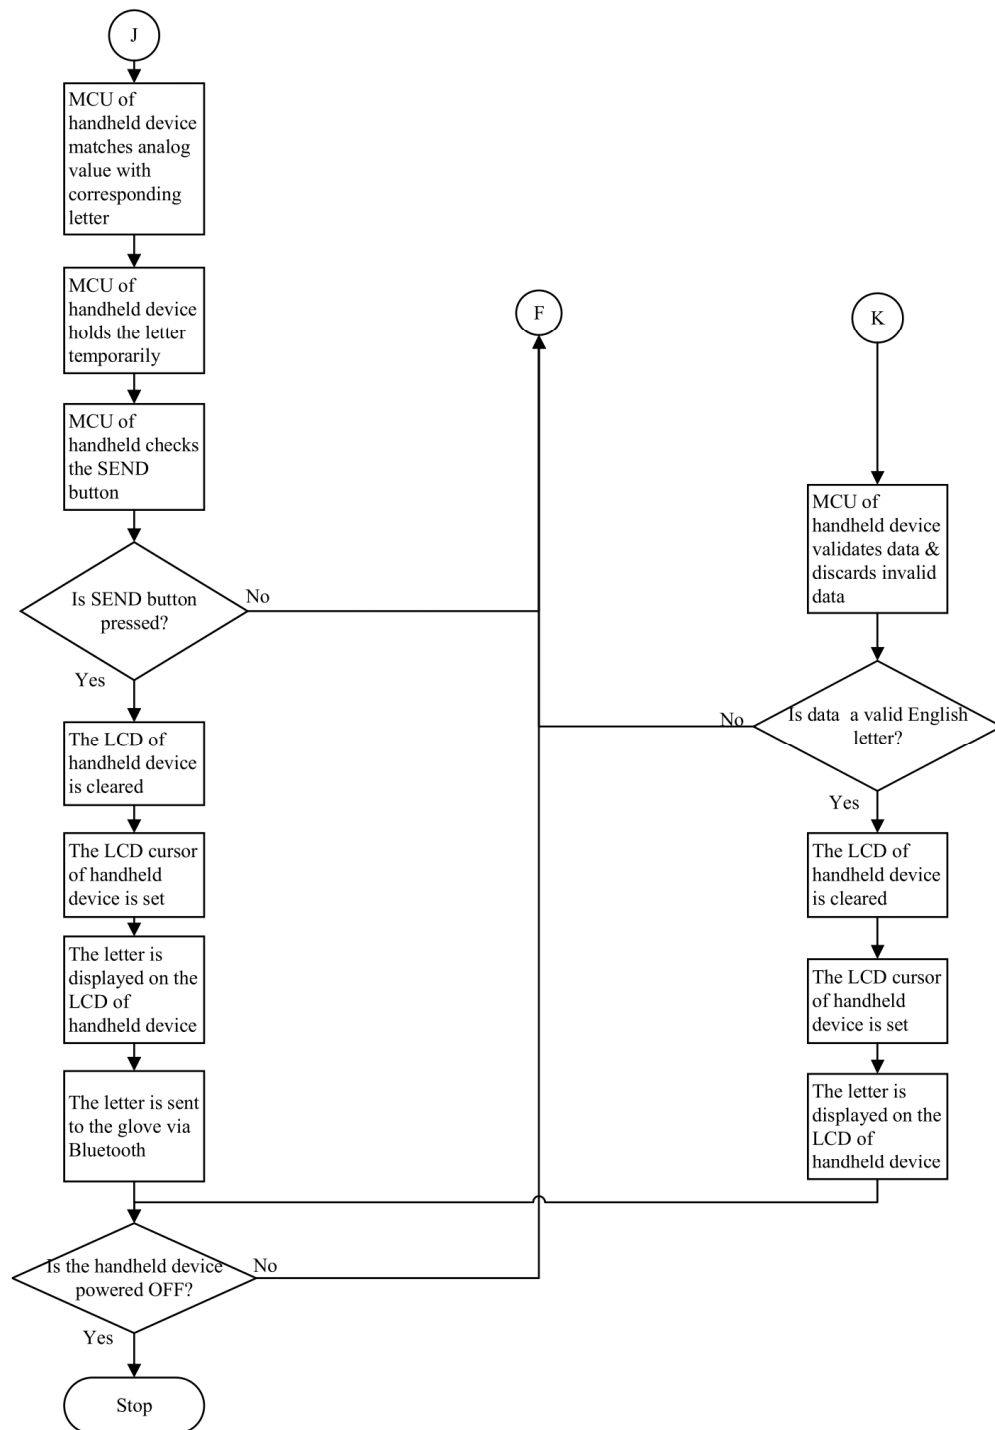 J
MCU of
handheld device
matches analog
value with
corresponding
letter
MCU of
handheld device
holds the letter
temporarily
MCU of
handheld checks
the SEND
button
Is SEND button
pressed?
No
Yes
The LCD of
handheld device
is cleared
The LCD cursor
of handheld
device is set
The letter is
displayed on the
LCD of
handheld device
The letter is sent
to the glove via
Bluetooth
Is the handheld device
powered OFF?
No
Yes
Stop
F
K
MCU of
handheld device
validates data &
discards invalid
data
Is data a valid English
letter?
No
Yes
The LCD of
handheld device
is cleared
The LCD cursor
of handheld
device is set
The letter is
displayed on the
LCD of
handheld device